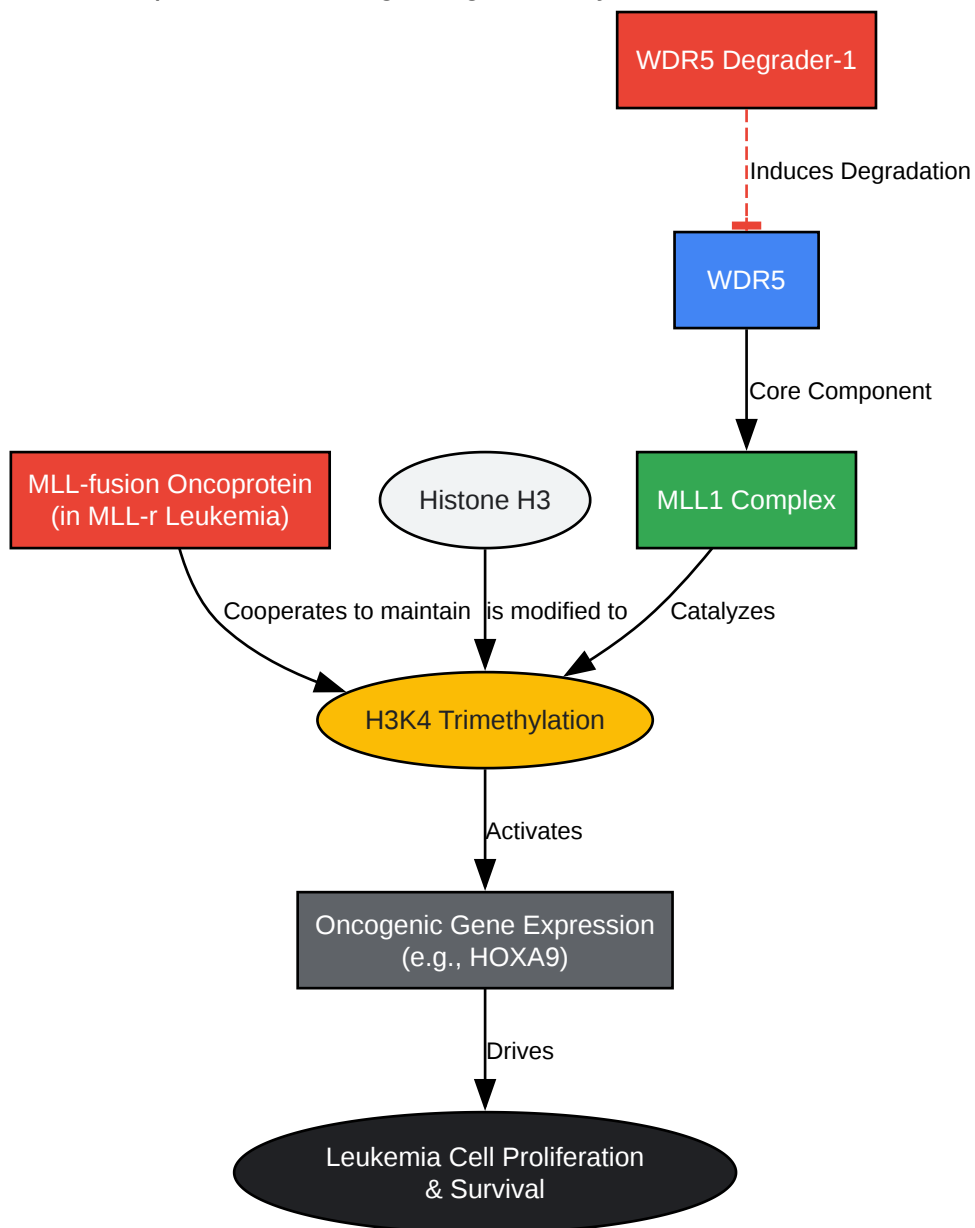 WDR5 Degrader-1
Induces Degradation
WDR5
Core Component
MLL-fusion Oncoprotein
(in MLL-r Leukemia)
Histone H3
MLL1 Complex
Cooperates to maintain
is modified to
Catalyzes
H3K4 Trimethylation
Activates
Oncogenic Gene Expression
(e.g., HOXA9)
Drives
Leukemia Cell Proliferation
& Survival